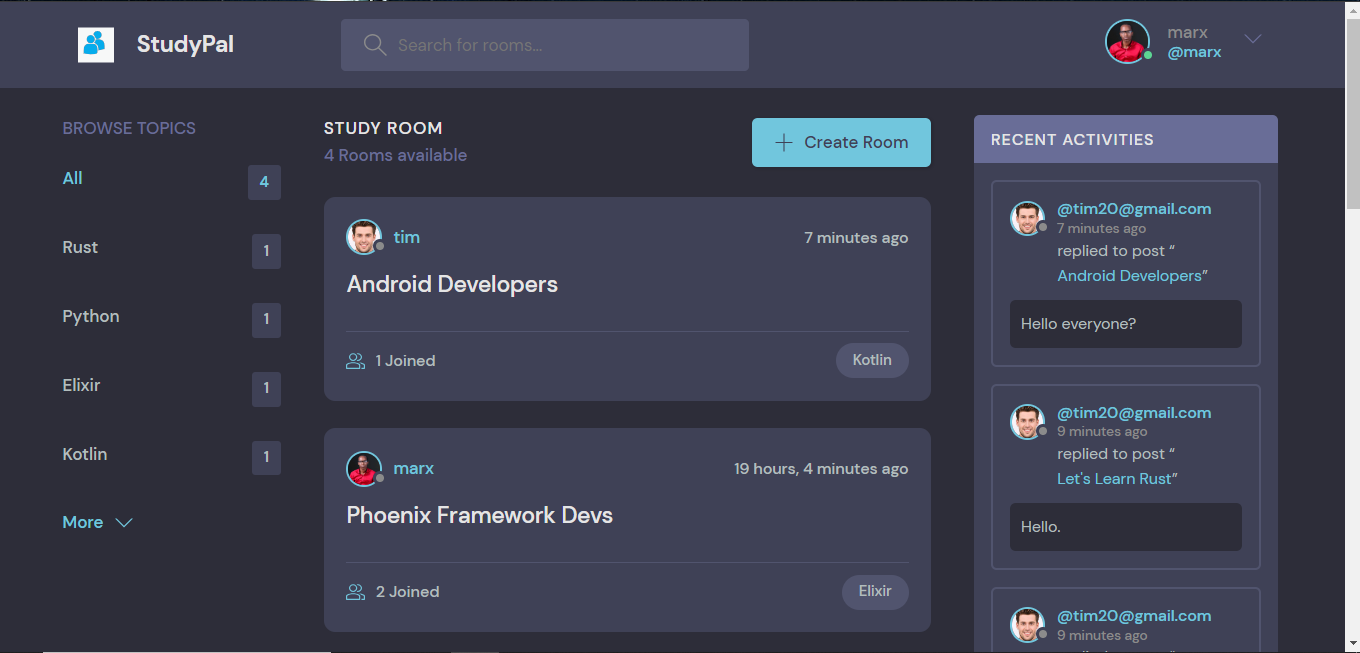 StudyPal
Search for rooms...
marx
@marx
BROWSE TOPICS
All
4
Rust
1
Python
1
Elixir
1
Kotlin
1
More
STUDY ROOM
4 Rooms available
Create Room
tim
7 minutes ago
Android Developers
1 Joined
Kotlin
marx
19 hours, 4 minutes ago
Phoenix Framework Devs
2 Joined
Elixir
RECENT ACTIVITIES
@tim20@gmail.com
7 minutes ago
replied to post “
Android Developers”
Hello everyone?
@tim20@gmail.com
9 minutes ago
replied to post “
Let's Learn Rust”
Hello.
@tim20@gmail.com
9 minutes ago